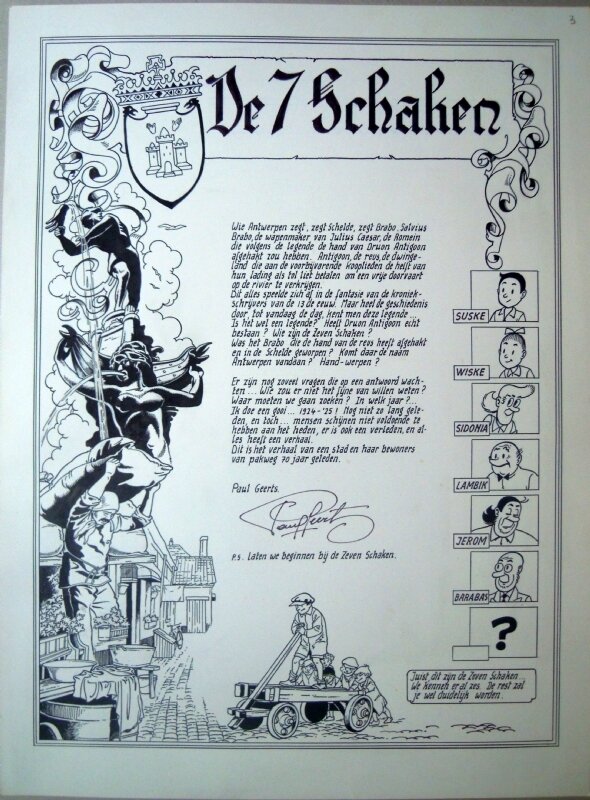 3
De 7 Schaken
Wie Antwerpen zegt, zegt Schelde, zegt Brabo. Salvius
Brabo, de wapenmaker van Julius Caesar, de Romein
die volgens de legende de hand van Druon Antigoon
afgehakt zou hebben. Antigoon, de reus, de dwinge-
land die aan de voorbijvarende kooplieden de helft van
hun lading als tol liet betalen om een vrije doorvaart
op de rivier te verkrijgen.
Dit alles speelde zich af in de fantasie van de kroniek-
schrijvers van de 13de eeuw. Maar heel de geschiedenis
door, tot vandaag de dag, kent men deze legende...
Is het wel een legende? Heeft Druon Antigoon echt
bestaan? Wie zijn de Zeven Schaken?
Was het Brabo die de hand van de reus heeft afgehakt
en in de Schelde geworpen? Komt daar de naam
Antwerpen vandaan? Hand-werpen?
Er zijn nog zoveel vragen die op een antwoord wach-
ten... Wie zou er niet het fijne van willen weten?
Waar moeten we gaan zoeken? In welk jaar?...
Ik doe een gooi... 1924-'25! Nog niet zo lang gele-
den, en toch... mensen schijnen niet voldoende te
hebben aan het heden, er is ook een verleden, en al-
les heeft een verhaal.
Dit is het verhaal van een stad en haar bewoners
van pakweg 70 jaar geleden.
Paul Geerts.
P.S. Laten we beginnen bij de Zeven Schaken.
SUSKE
WISKE
SIDONIA
LAMBIK
JEROM
BARABAS
?
Juist, dit zijn de Zeven Schaken...
We kennen er al zes. De rest zal
je wel duidelijk worden.